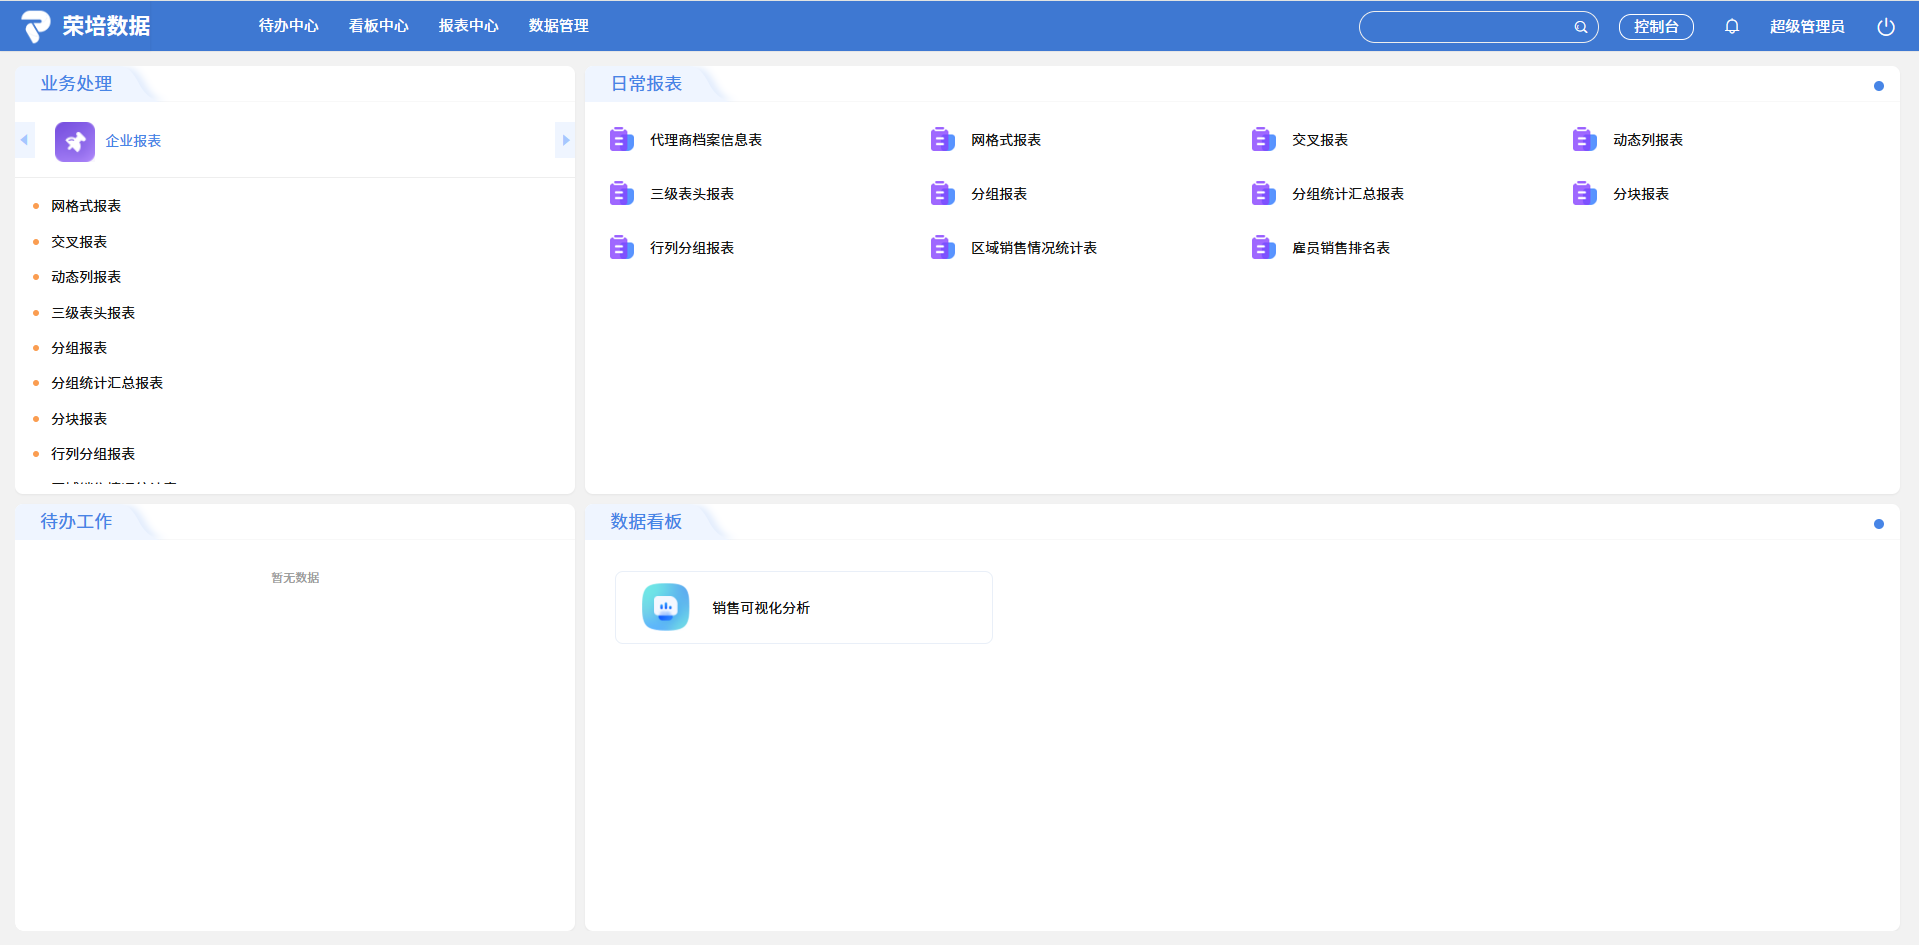 荣培数据
待办中心 看板中心 报表中心 数据管理
控制台 超级管理员
业务处理
企业报表
网格式报表
交叉报表
动态列报表
三级表头报表
分组报表
分组统计汇总报表
分块报表
行列分组报表
日常报表
代理商档案信息表 网格式报表 交叉报表 动态列报表
三级表头报表 分组报表 分组统计汇总报表 分块报表
行列分组报表 区域销售情况统计表 雇员销售排名表
待办工作
暂无数据
数据看板
销售可视化分析